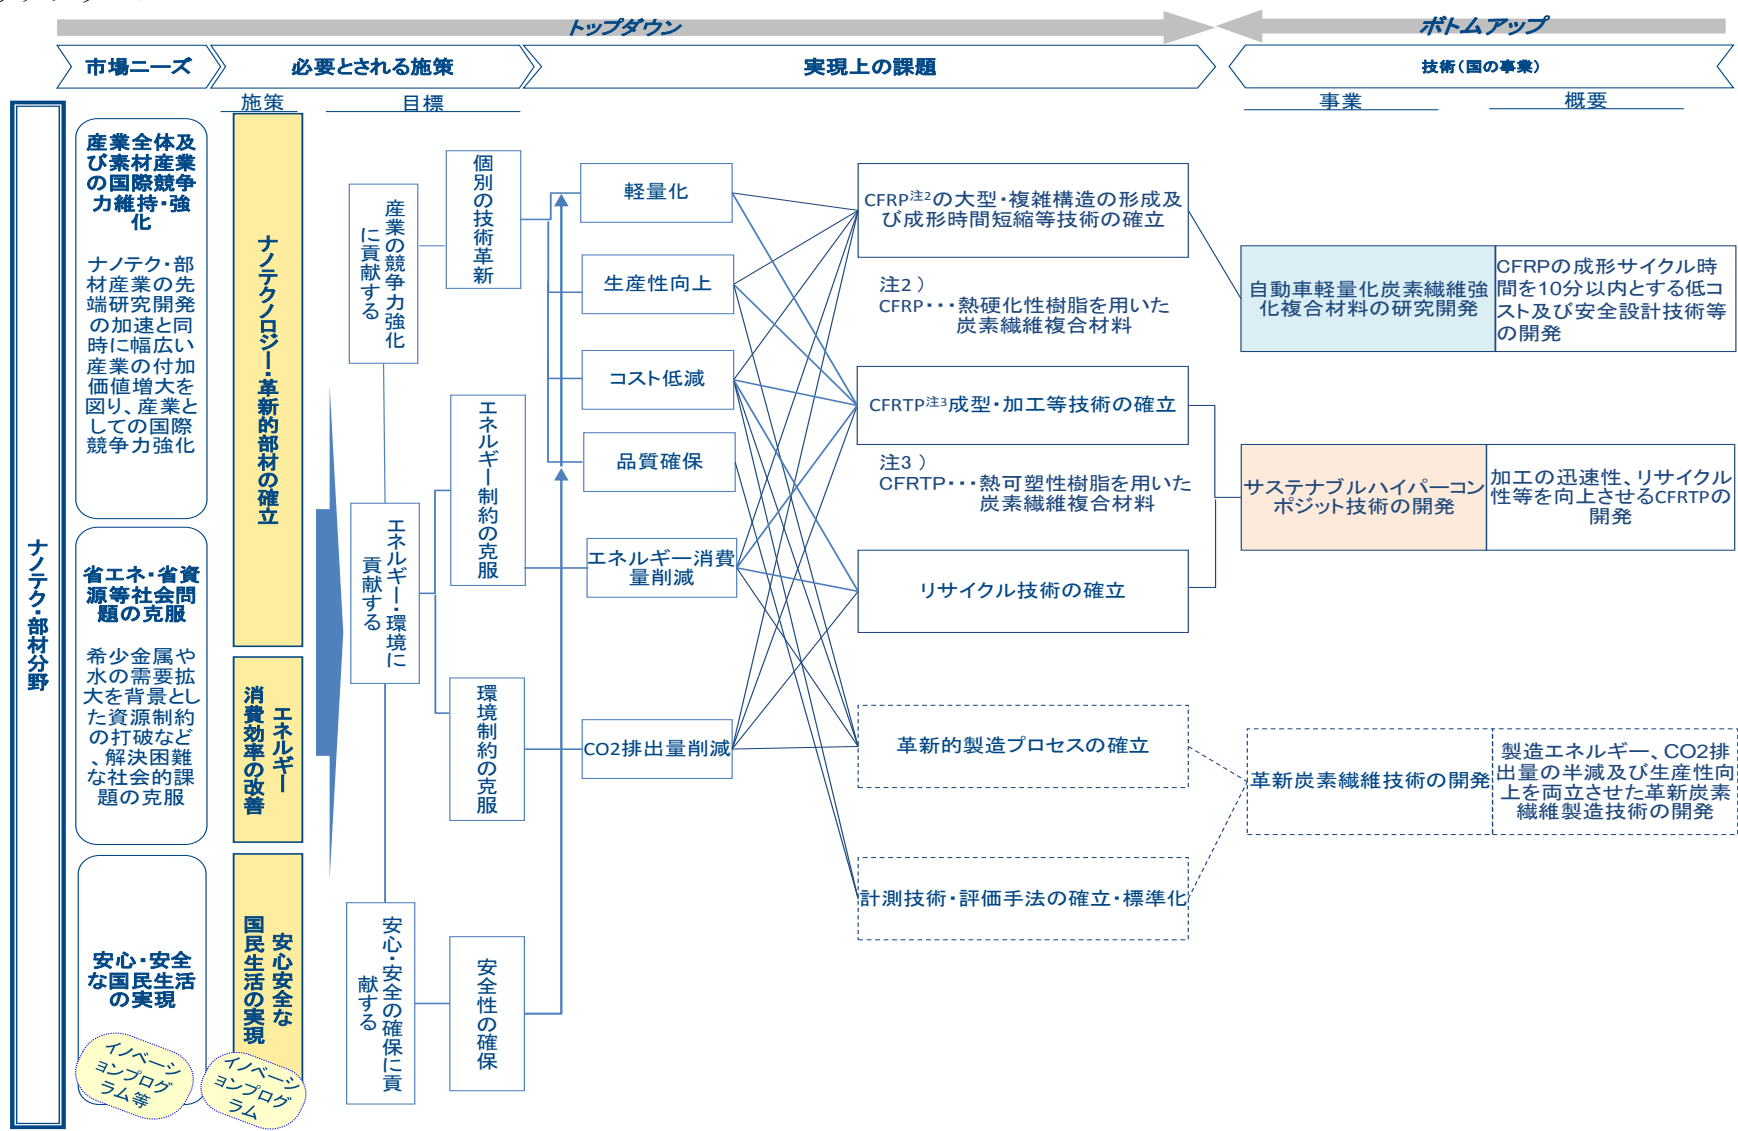 トップダウン
ボトムアップ
市場ニーズ
必要とされる施策
実現上の課題
技術(国の事業)
施策
目標
事業
概要
ナノテク・部材分野
産業全体及
び素材産業
の国際競争
力維持・強
化
ナノテク・部
材産業の先
端研究開発
の加速と同
時に幅広い
産業の付加
価値増大を
図り、産業と
しての国際
競争力強化
省エネ・省資
源等社会問
題の克服
希少金属や
水の需要拡
大を背景とし
た資源制約
の打破など
、解決困難
な社会的課
題の克服
安心・安全
な国民生活
の実現
イノベーシ
ョンプログ
ラム等
ナノテクノロジー・革新的部材の確立
エネルギー
消費効率の改善
安心安全な
国民生活の実現
イノベーシ
ョンプログ
ラム
産業の競争力強化
に貢献する
エネルギー・環境に
貢献する
安心・安全の確保に貢
献する
個別の技術革新
エネルギー制約の克服
環境制約の克服
安全性の確保
軽量化
生産性向上
コスト低減
品質確保
エネルギー消費
量削減
CO2排出量削減
CFRP注2の大型・複雑構造の形成及
び成形時間短縮等技術の確立
注2)
CFRP・・・熱硬化性樹脂を用いた
炭素繊維複合材料
CFRTP注3成型・加工等技術の確立
注3)
CFRTP・・・熱可塑性樹脂を用いた
炭素繊維複合材料
リサイクル技術の確立
革新的製造プロセスの確立
計測技術・評価手法の確立・標準化
自動車軽量化炭素繊維強
化複合材料の研究開発
CFRPの成形サイクル時
間を10分以内とする低コ
スト及び安全設計技術等
の開発
サステナブルハイパーコン
ポジット技術の開発
加工の迅速性、リサイクル
性等を向上させるCFRTPの
開発
革新炭素繊維技術の開発
製造エネルギー、CO2排
出量の半減及び生産性向
上を両立させた革新炭素
繊維製造技術の開発